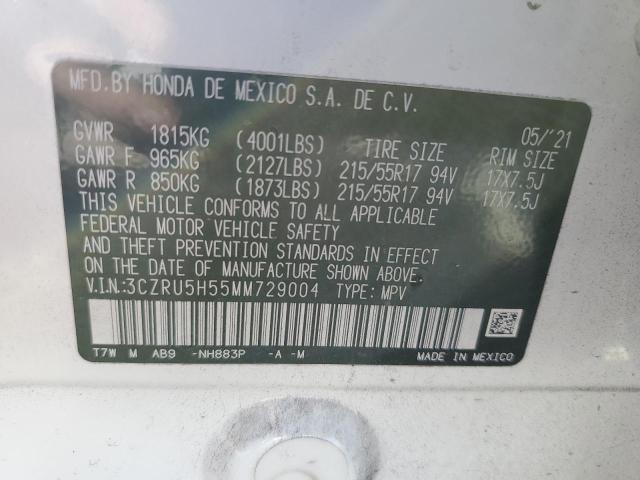 MFD. BY HONDA DE MEXICO S.A. DE C.V.
05/'21
GVWR 1815KG (4001LBS) TIRE SIZE RIM SIZE
GAWR F 965KG (2127LBS) 215/55R17 94V 17X7.5J
GAWR R 850KG (1873LBS) 215/55R17 94V 17X7.5J
THIS VEHICLE CONFORMS TO ALL APPLICABLE
FEDERAL MOTOR VEHICLE SAFETY
AND THEFT PREVENTION STANDARDS IN EFFECT ON
THE DATE OF MANUFACTURE SHOWN ABOVE.
V.I.N.:3CZRU5H55MM729004 TYPE: MPV
T7W M AB9 -NH883P -A -M MADE IN MEXICO